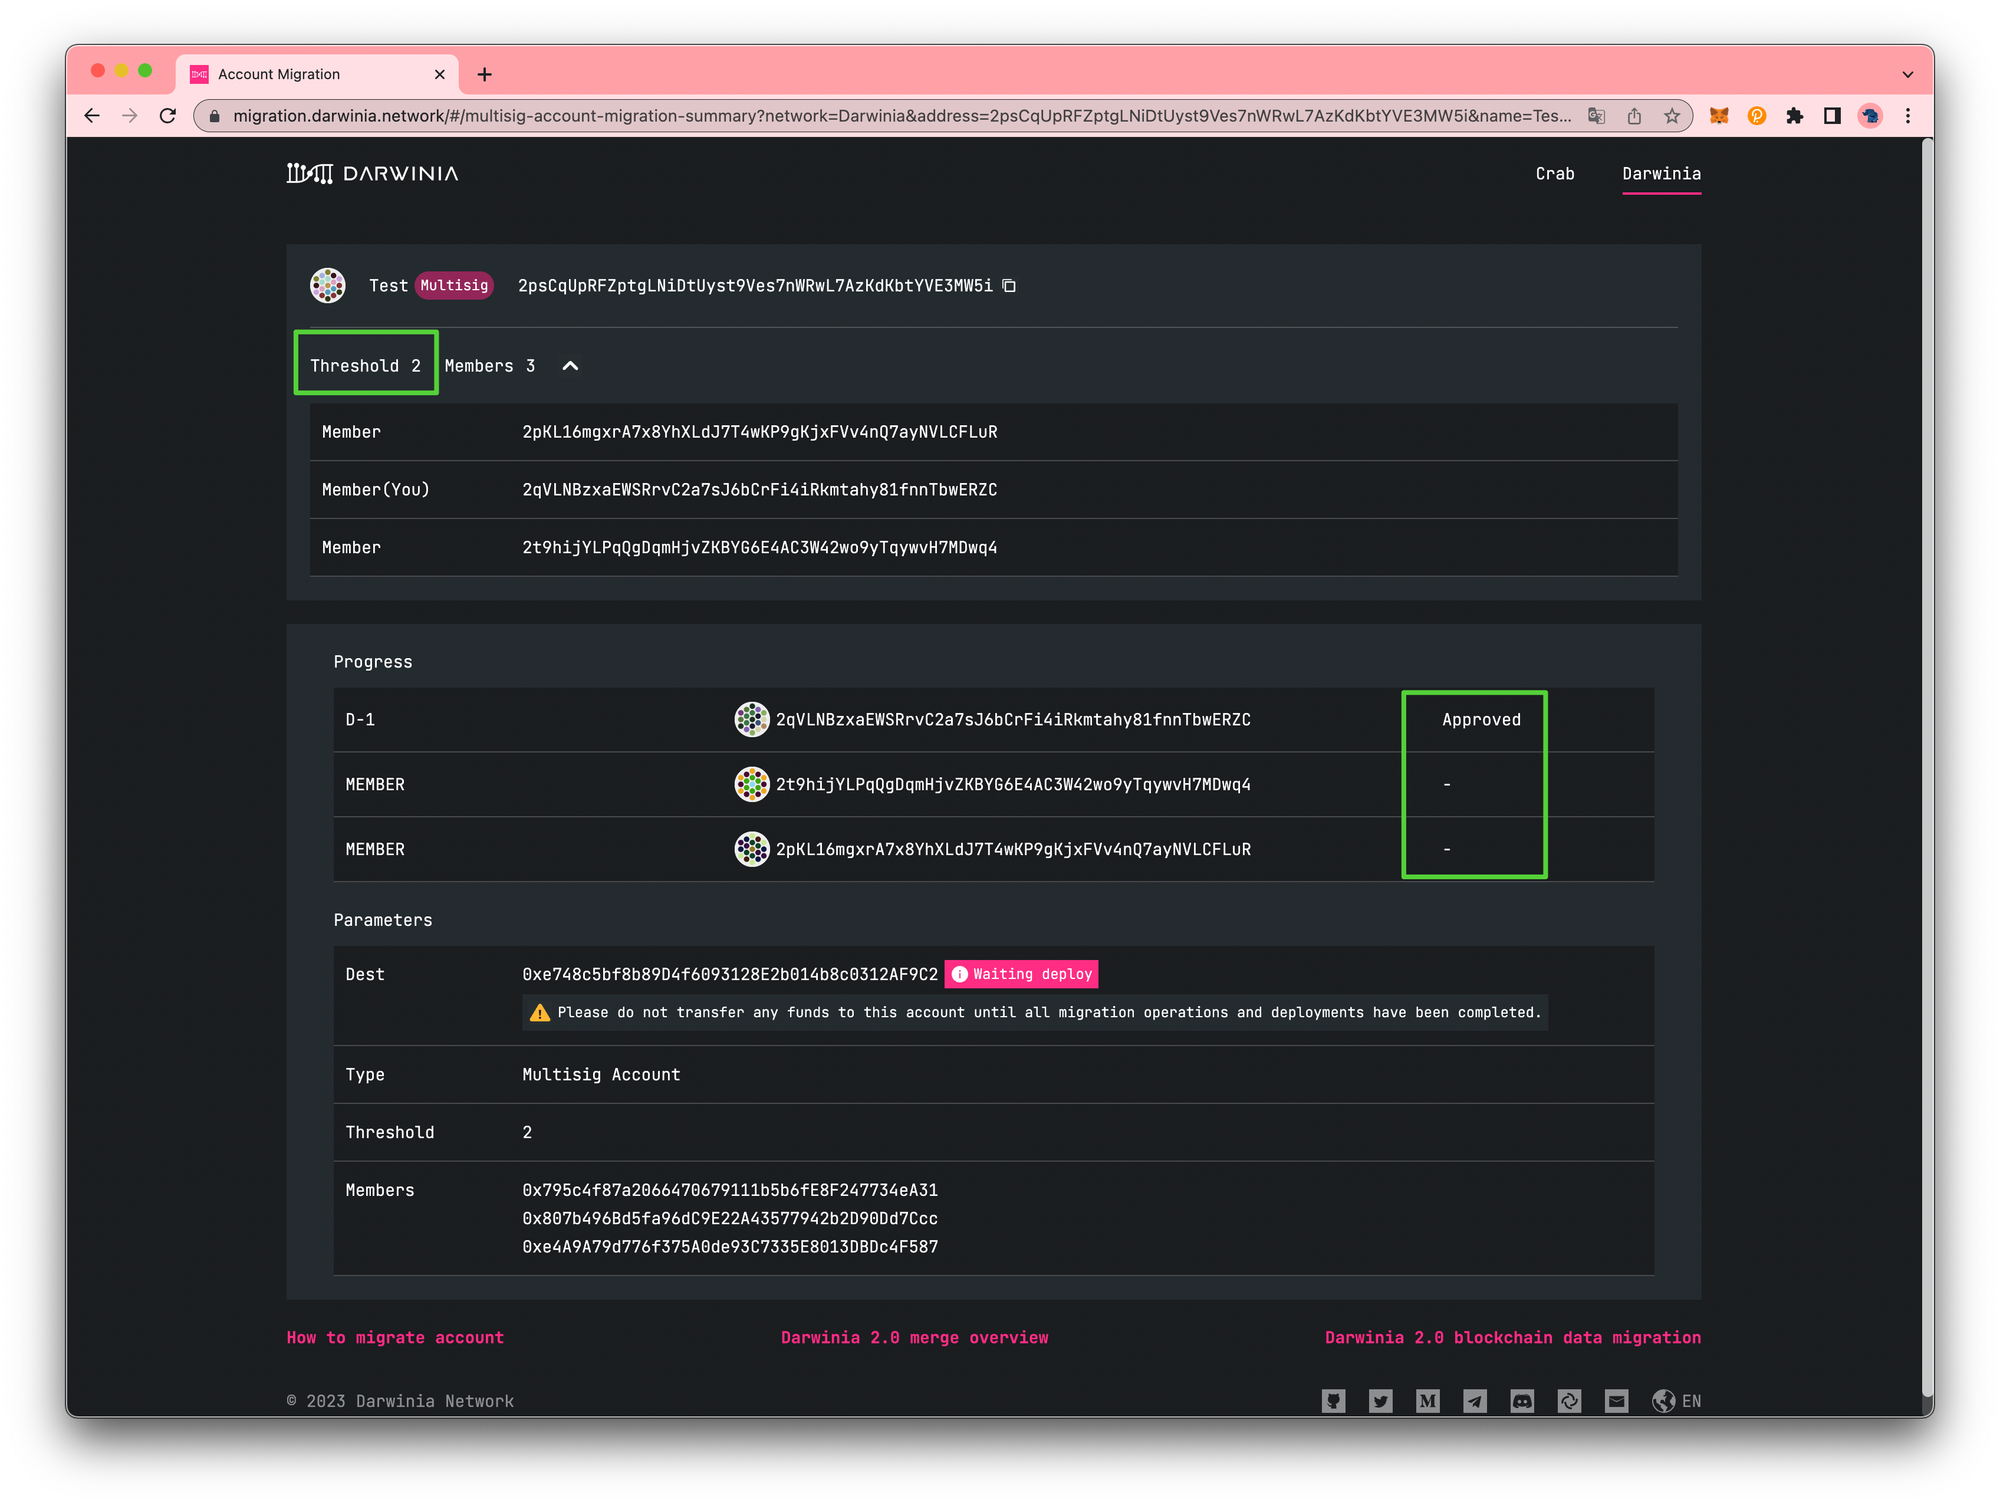 Account Migration
migration.darwinia.network/#/multisig-account-migration-summary?network=Darwinia&address=2psCqUpRFZptgLNiDtUyst9Ves7nWRwL7AzKdKbtYVE3MW5i&name=Tes...
DARWINIA
Crab
Darwinia
Test Multisig 2psCqUpRFZptgLNiDtUyst9Ves7nWRwL7AzKdKbtYVE3MW5i
Threshold 2 Members 3
Member 2pKL16mgxrA7x8YhXLdJ7T4wKP9gKjxFVv4nQ7ayNVLCFLuR
Member(You) 2qVLNBzxaEWSRrvC2a7sJ6bCrFi4iRkmtahy81fnnTbwERZC
Member 2t9hijYLPqQgDqmHjvZKBYG6E4AC3W42wo9yTqywvH7MDwq4
Progress
D-1 2qVLNBzxaEWSRrvC2a7sJ6bCrFi4iRkmtahy81fnnTbwERZC Approved
MEMBER 2t9hijYLPqQgDqmHjvZKBYG6E4AC3W42wo9yTqywvH7MDwq4 -
MEMBER 2pKL16mgxrA7x8YhXLdJ7T4wKP9gKjxFVv4nQ7ayNVLCFLuR -
Parameters
Dest 0xe748c5bf8b89D4f6093128E2b014b8c0312AF9C2 Waiting deploy
Please do not transfer any funds to this account until all migration operations and deployments have been completed.
Type Multisig Account
Threshold 2
Members 0x795c4f87a2066470679111b5b6fE8F247734eA31
0x807b496Bd5fa96dC9E22A43577942b2D90Dd7Ccc
0xe4A9A79d776f375A0de93C7335E8013DBDc4F587
How to migrate account
Darwinia 2.0 merge overview
Darwinia 2.0 blockchain data migration
© 2023 Darwinia Network
EN